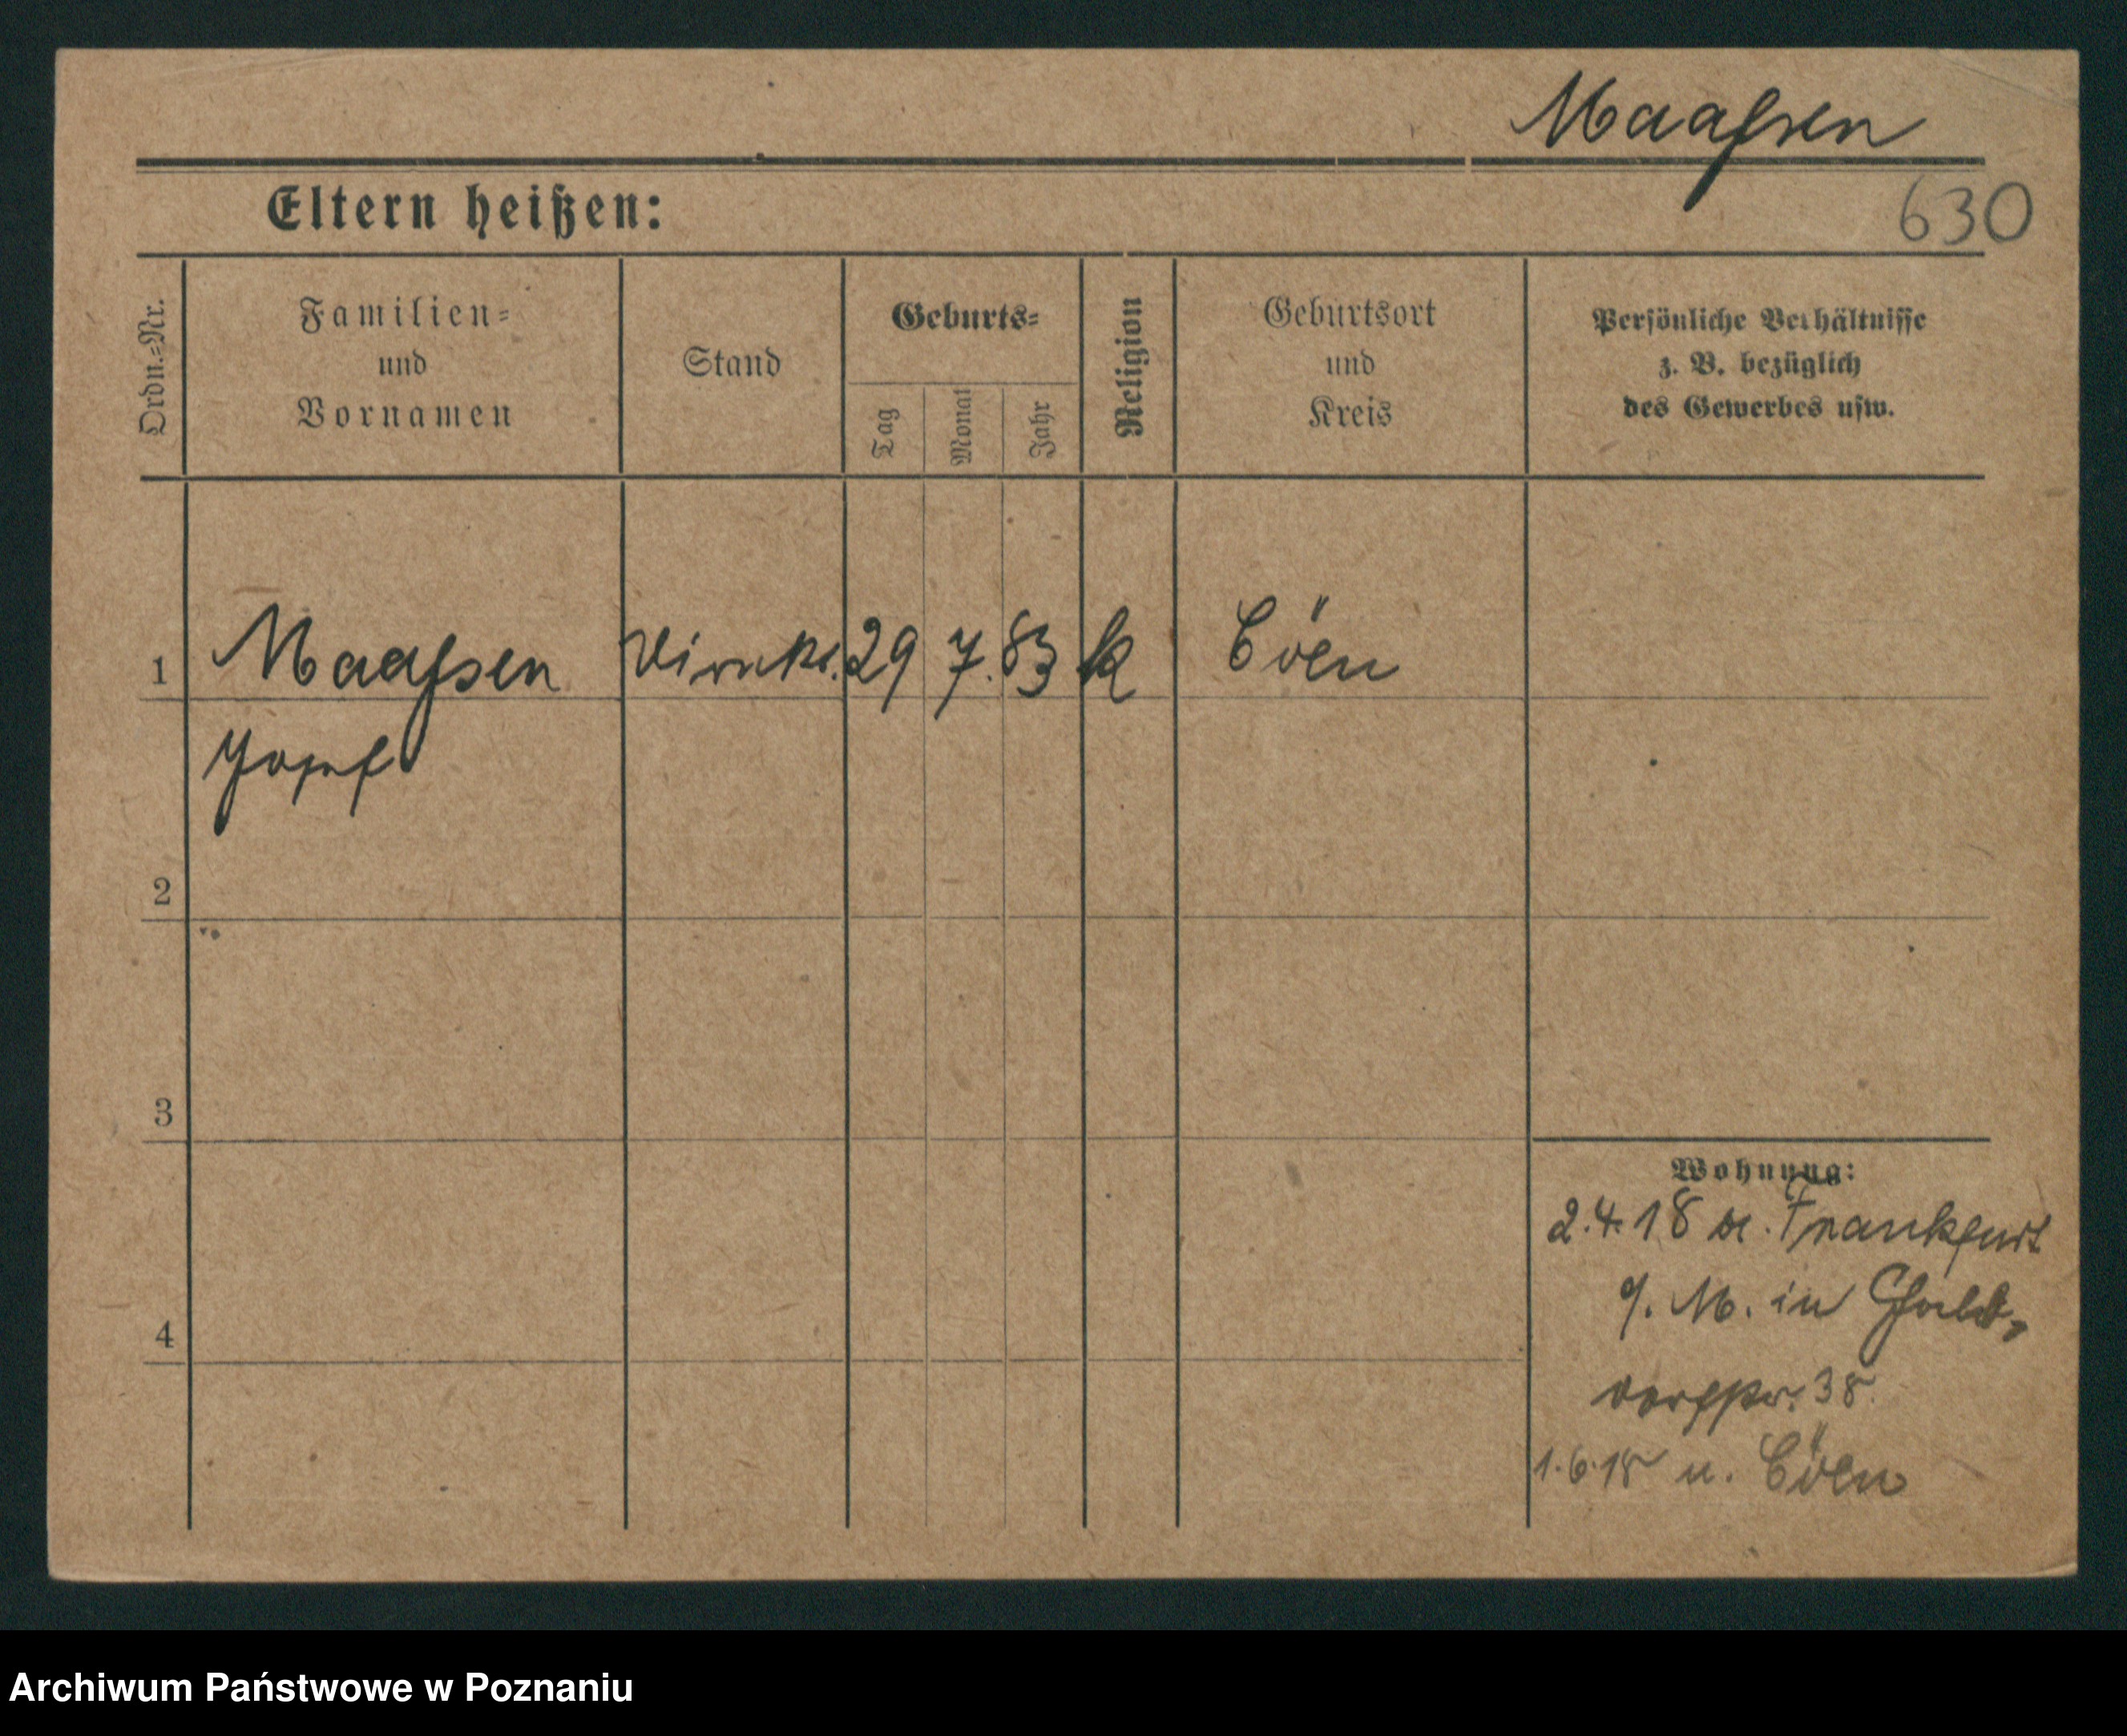 Maaßen
Eltern heißen:
630
Ordn.=Nr.
Familien=
und
Vornamen
Stand
Geburts=
Tag
Monat
Jahr
Religion
Geburtsort
und
Kreis
Persönliche Verhältnisse
z. B. bezüglich
des Gewerbes usw.
1
Maaßen
Direkt.
29
7.
83
k
Cöln
Josef
2
3
4
Wohnung:
2.4.18 v. Frankfurt
a/. M. in
38.
1.6.18 n. Cöln
Archiwum Państwowe w Poznaniu